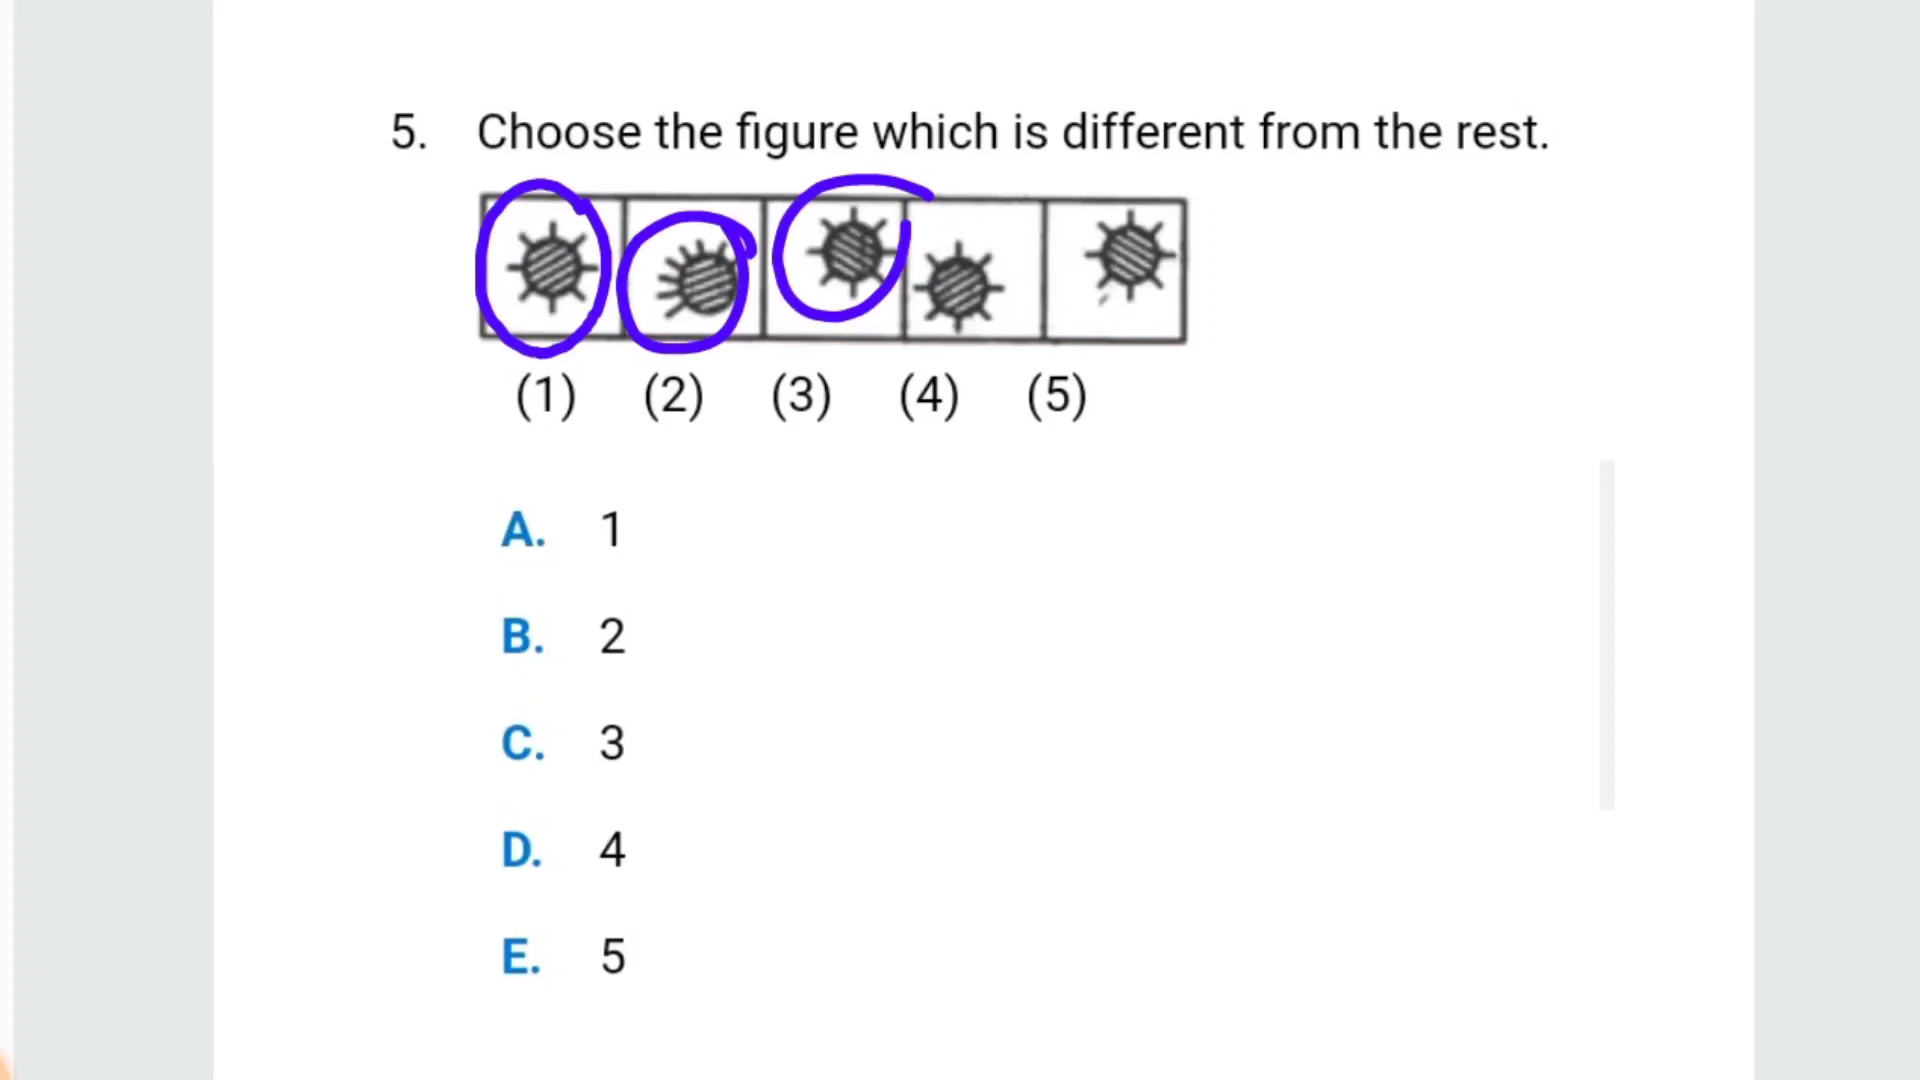 5. Choose the figure which is different from the rest.
(1) (2) (3) (4) (5)
A. 1
B. 2
C. 3
D. 4
E. 5